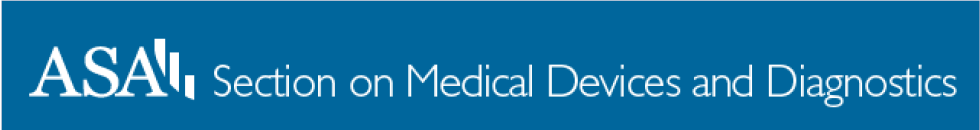 ASA Section on Medical Devices and Diagnostics